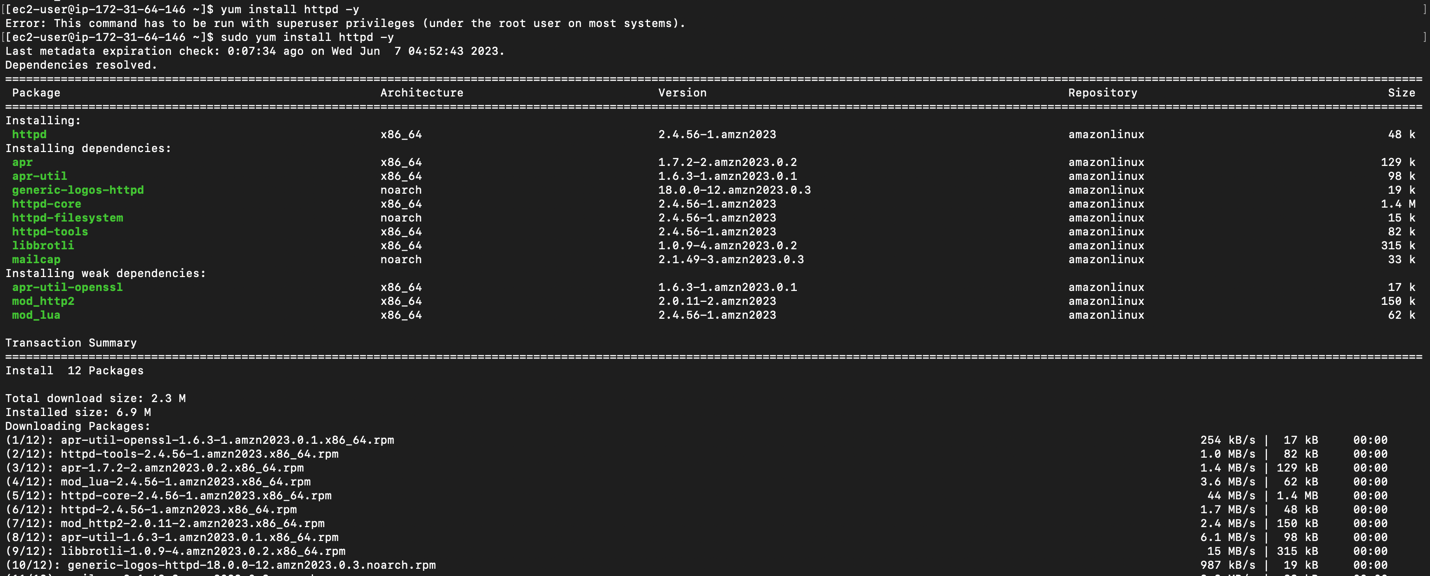 [[ec2-user@ip-172-31-64-146 ~]$ yum install httpd -y ]
Error: This command has to be run with superuser privileges (under the root user on most systems).
[[ec2-user@ip-172-31-64-146 ~]$ sudo yum install httpd -y ]
Last metadata expiration check: 0:07:34 ago on Wed Jun  7 04:52:43 2023.
Dependencies resolved.
Package Architecture Version Repository Size
Installing:
httpd x86_64 2.4.56-1.amzn2023 amazonlinux 48 k
Installing dependencies:
apr x86_64 1.7.2-2.amzn2023.0.2 amazonlinux 129 k
apr-util x86_64 1.6.3-1.amzn2023.0.1 amazonlinux 98 k
generic-logos-httpd noarch 18.0.0-12.amzn2023.0.3 amazonlinux 19 k
httpd-core x86_64 2.4.56-1.amzn2023 amazonlinux 1.4 M
httpd-filesystem noarch 2.4.56-1.amzn2023 amazonlinux 15 k
httpd-tools x86_64 2.4.56-1.amzn2023 amazonlinux 82 k
libbrotli x86_64 1.0.9-4.amzn2023.0.2 amazonlinux 315 k
mailcap noarch 2.1.49-3.amzn2023.0.3 amazonlinux 33 k
Installing weak dependencies:
apr-util-openssl x86_64 1.6.3-1.amzn2023.0.1 amazonlinux 17 k
mod_http2 x86_64 2.0.11-2.amzn2023 amazonlinux 150 k
mod_lua x86_64 2.4.56-1.amzn2023 amazonlinux 62 k
Transaction Summary
Install  12 Packages
Total download size: 2.3 M
Installed size: 6.9 M
Downloading Packages:
(1/12): apr-util-openssl-1.6.3-1.amzn2023.0.1.x86_64.rpm 254 kB/s |  17 kB 00:00
(2/12): httpd-tools-2.4.56-1.amzn2023.x86_64.rpm 1.0 MB/s |  82 kB 00:00
(3/12): apr-1.7.2-2.amzn2023.0.2.x86_64.rpm 1.4 MB/s | 129 kB 00:00
(4/12): mod_lua-2.4.56-1.amzn2023.x86_64.rpm 3.6 MB/s |  62 kB 00:00
(5/12): httpd-core-2.4.56-1.amzn2023.x86_64.rpm 44 MB/s | 1.4 MB 00:00
(6/12): httpd-2.4.56-1.amzn2023.x86_64.rpm 1.7 MB/s |  48 kB 00:00
(7/12): mod_http2-2.0.11-2.amzn2023.x86_64.rpm 2.4 MB/s | 150 kB 00:00
(8/12): apr-util-1.6.3-1.amzn2023.0.1.x86_64.rpm 6.1 MB/s |  98 kB 00:00
(9/12): libbrotli-1.0.9-4.amzn2023.0.2.x86_64.rpm 15 MB/s | 315 kB 00:00
(10/12): generic-logos-httpd-18.0.0-12.amzn2023.0.3.noarch.rpm 987 kB/s |  19 kB 00:00